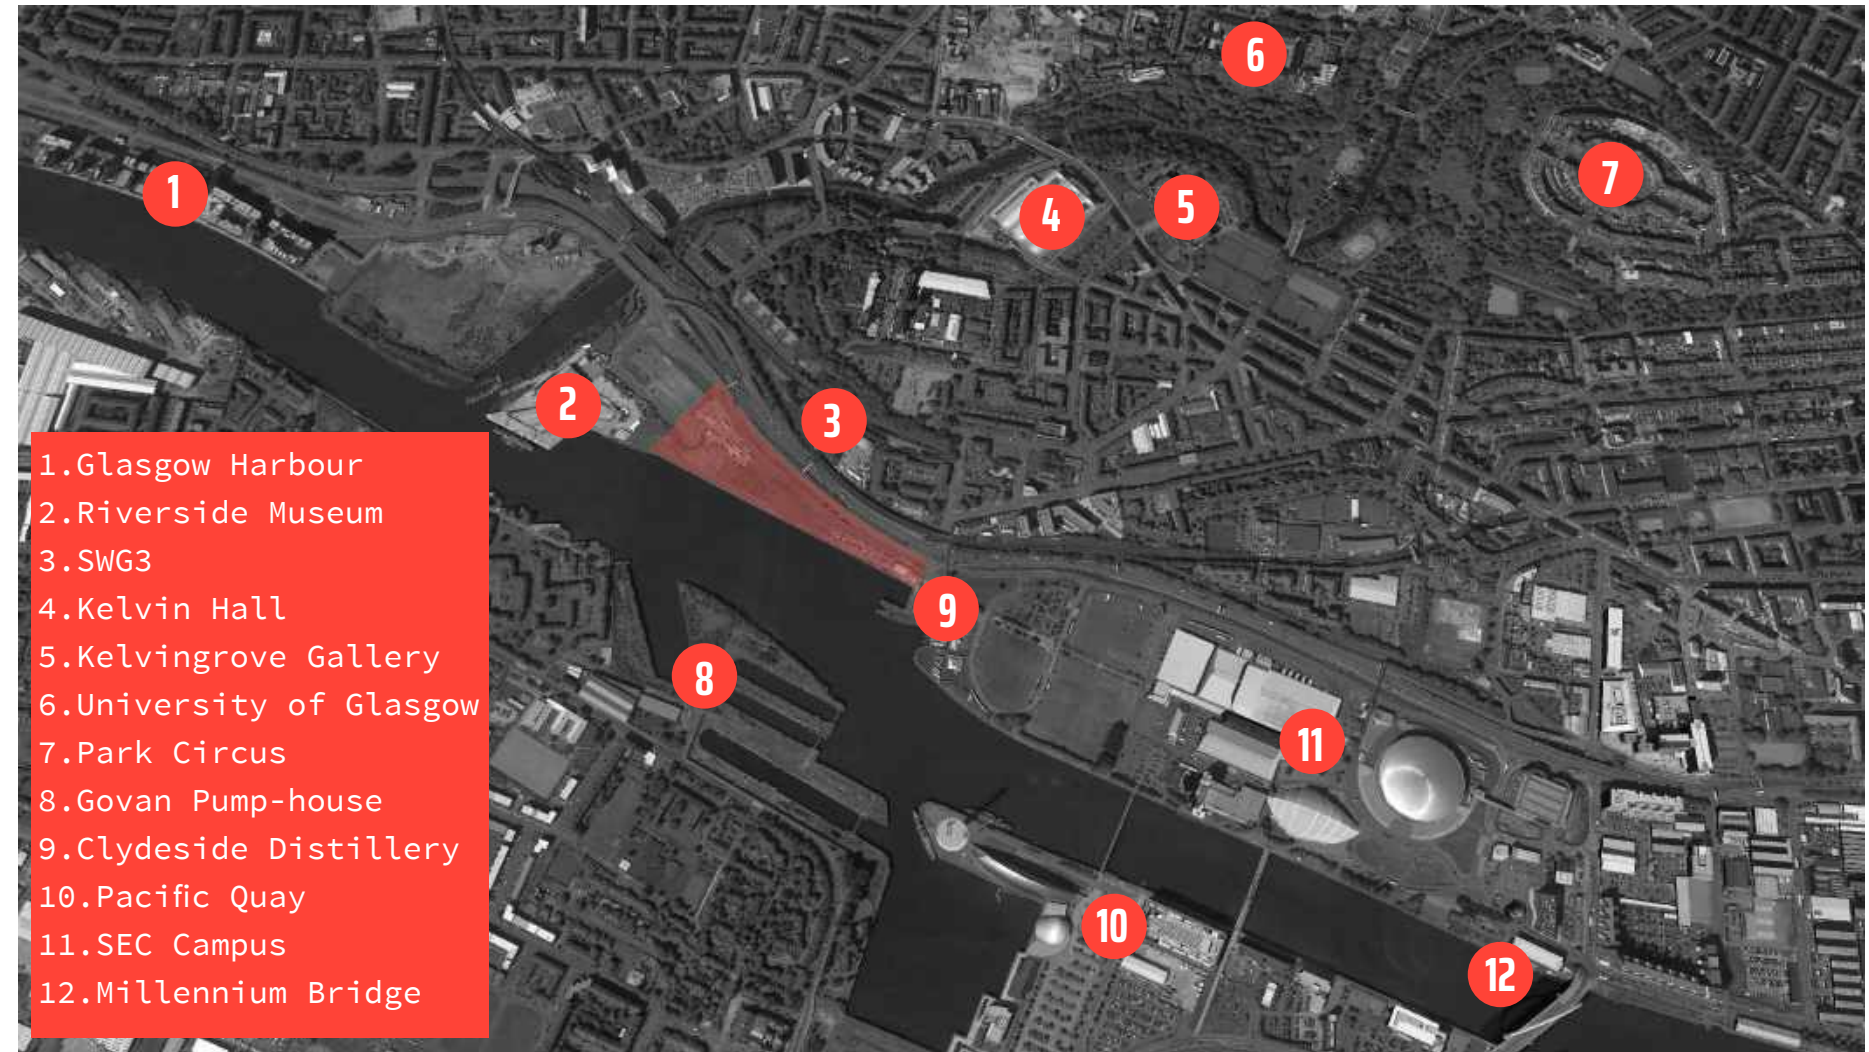 6
7
1
5
4
2
3
1.Glasgow Harbour
2.Riverside Museum
3.SWG3
4.Kelvin Hall
5.Kelvingrove Gallery
6.University of Glasgow
7.Park Circus
8.Govan Pump-house
9.Clydeside Distillery
10.Pacific Quay
11.SEC Campus
12.Millennium Bridge
9
8
11
10
12